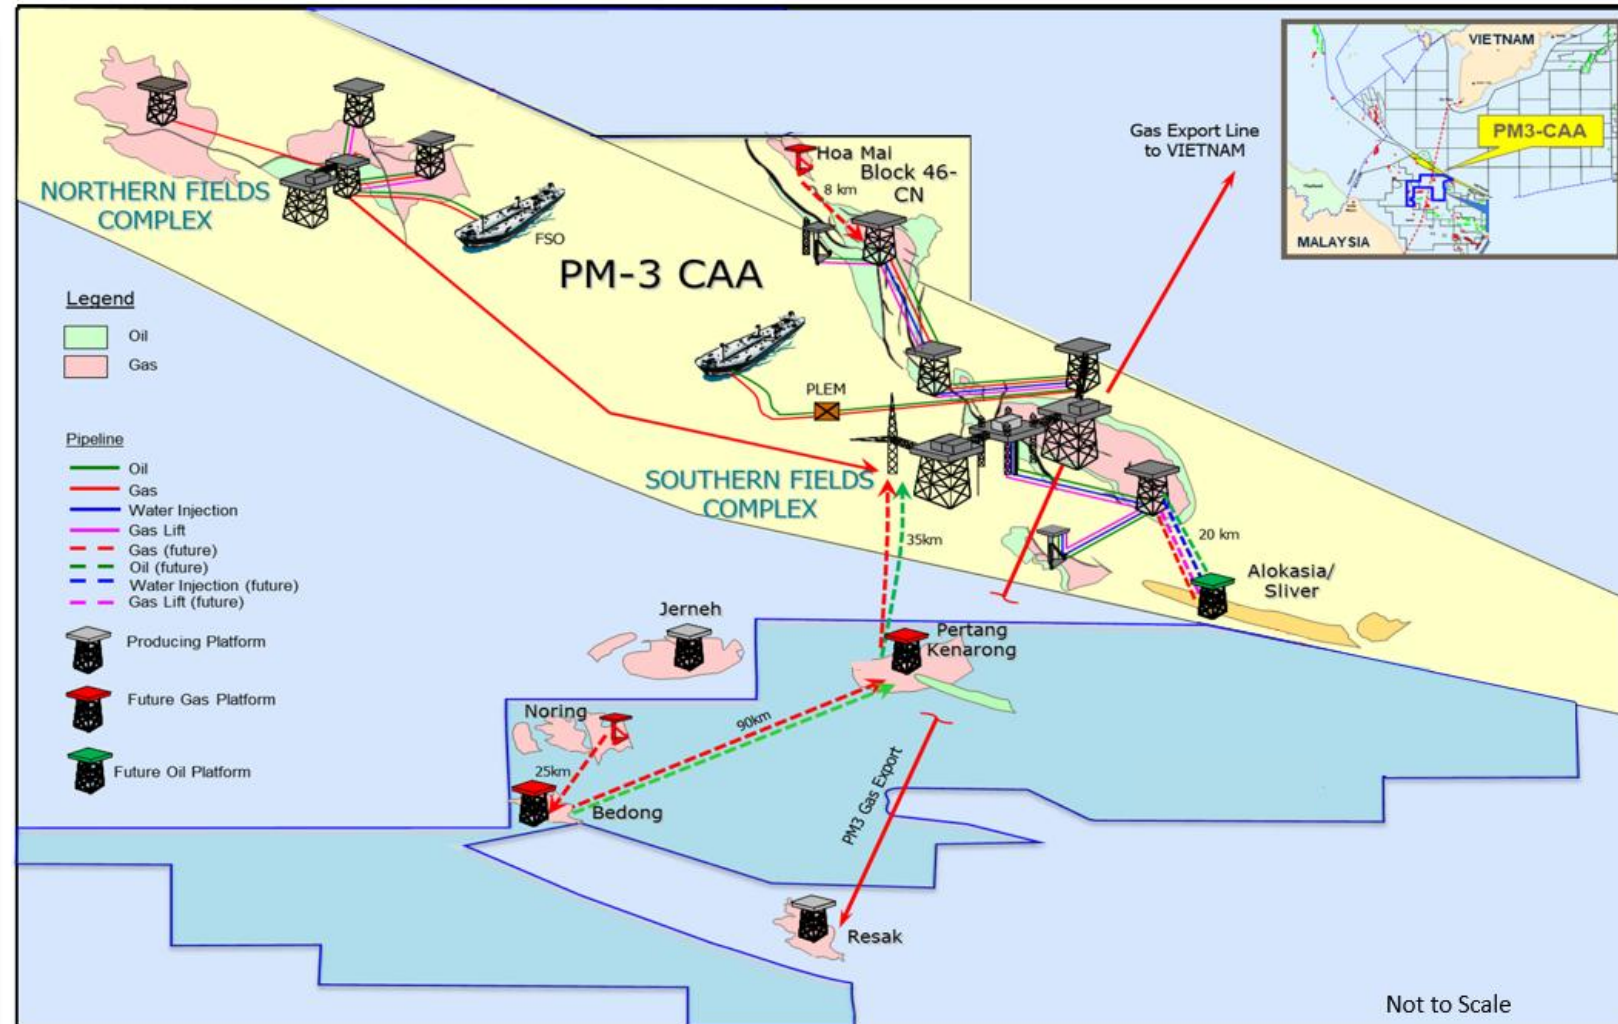 VIETNAM
PM3-CAA
MALAYSIA
Gas Export Line
to VIETNAM
Hoa Mai
Block 46-
CN
8 km
NORTHERN FIELDS
COMPLEX
FSO
PM-3 CAA
Legend
Oil
Gas
PLEM
Pipeline
Oil
Gas
Water Injection
Gas Lift
Gas (future)
Oil (future)
Water Injection (future)
Gas Lift (future)
Producing Platform
Future Gas Platform
Future Oil Platform
SOUTHERN FIELDS
COMPLEX
35km
20 km
Alokasia/
Sliver
Jerneh
Pertang
Kenarong
Noring
90km
25km
Bedong
PM3 Gas Export
Resak
Not to Scale